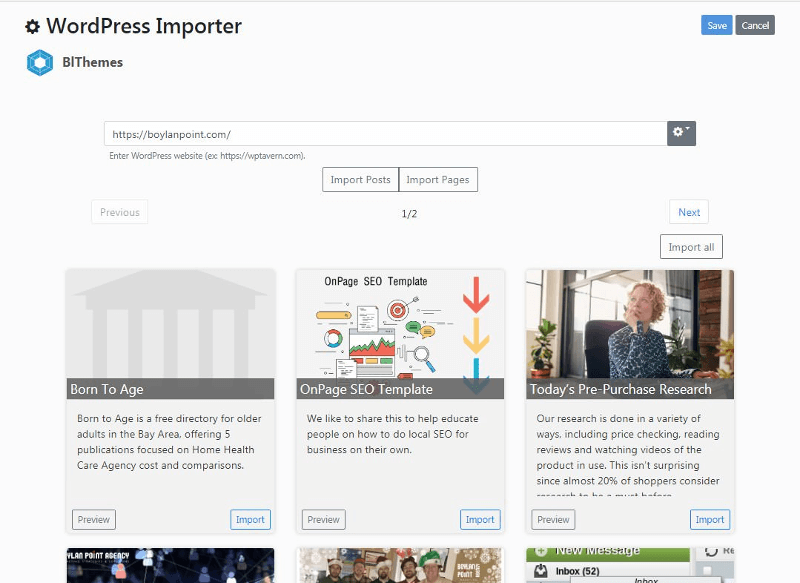 WordPress Importer
Save
Cancel
BlThemes
https://boylanpoint.com/
Enter WordPress website (ex: https://wptavern.com).
Import Posts
Import Pages
Previous
1/2
Next
Import all
OnPage SEO Template
Born To Age
OnPage SEO Template
Today's Pre-Purchase Research
Born to Age is a free directory for older
adults in the Bay Area, offering 5
publications focused on Home Health
Care Agency cost and comparisons.
We like to share this to help educate
people on how to do local SEO for
business on their own.
Our research is done in a variety of
ways, including price checking, reading
reviews and watching videos of the
product in use. This isn't surprising
since almost 20% of shoppers consider
research to be a must before
Preview
Import
Preview
Import
Preview
Import
YLAN POINT AGENCY
New Message
Inbox (52)
Inbox